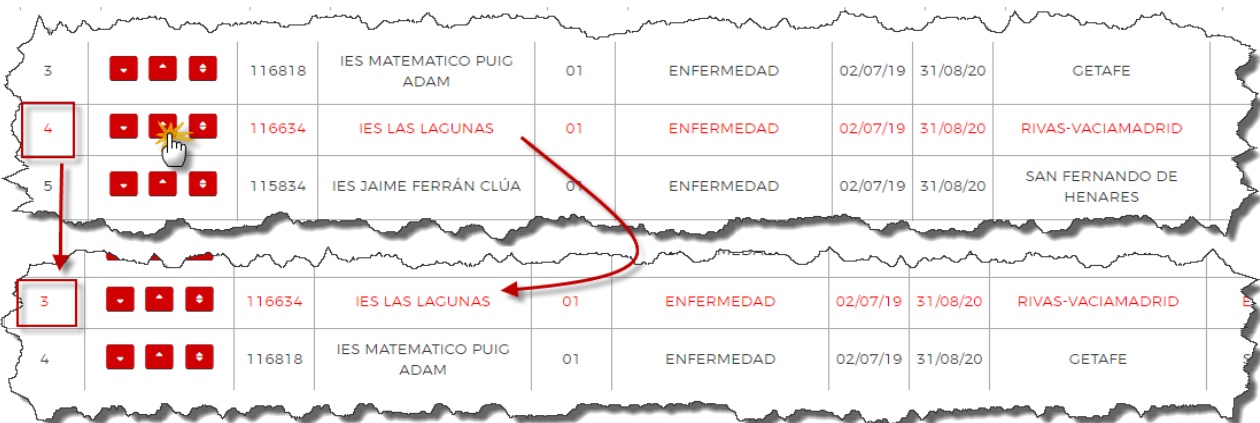 3 116818 IES MATEMATICO PUIG ADAM 01 ENFERMEDAD 02/07/19 31/08/20 GETAFE
4 116634 IES LAS LAGUNAS 01 ENFERMEDAD 02/07/19 31/08/20 RIVAS-VACIAMADRID
5 115834 IES JAIME FERRÁN CLÚA 01 ENFERMEDAD 02/07/19 31/08/20 SAN FERNANDO DE HENARES
3 116634 IES LAS LAGUNAS 01 ENFERMEDAD 02/07/19 31/08/20 RIVAS-VACIAMADRID
4 116818 IES MATEMATICO PUIG ADAM 01 ENFERMEDAD 02/07/19 31/08/20 GETAFE